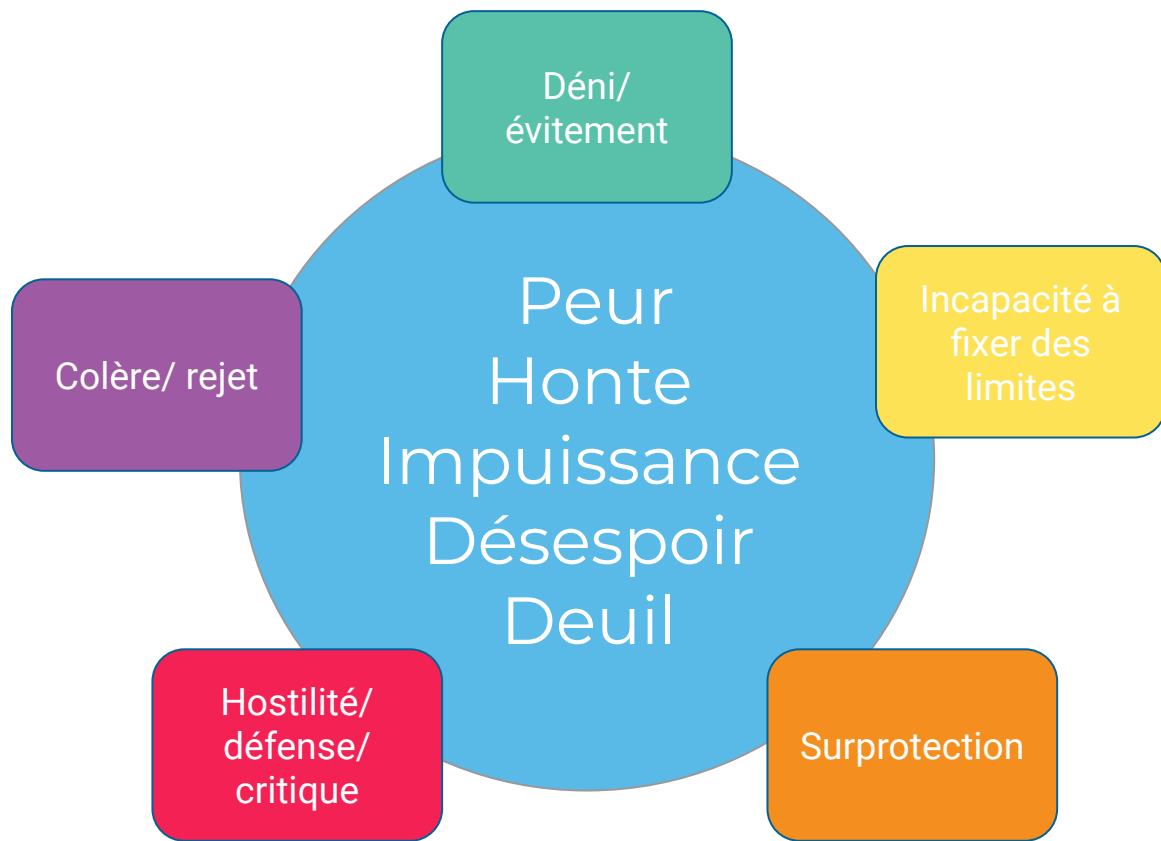 Déni/
évitement
Incapacité à
fixer des
limites
Colère/ rejet
Peur
Honte
Impuissance
Désespoir
Deuil
Hostilité/
défense/
critique
Surprotection